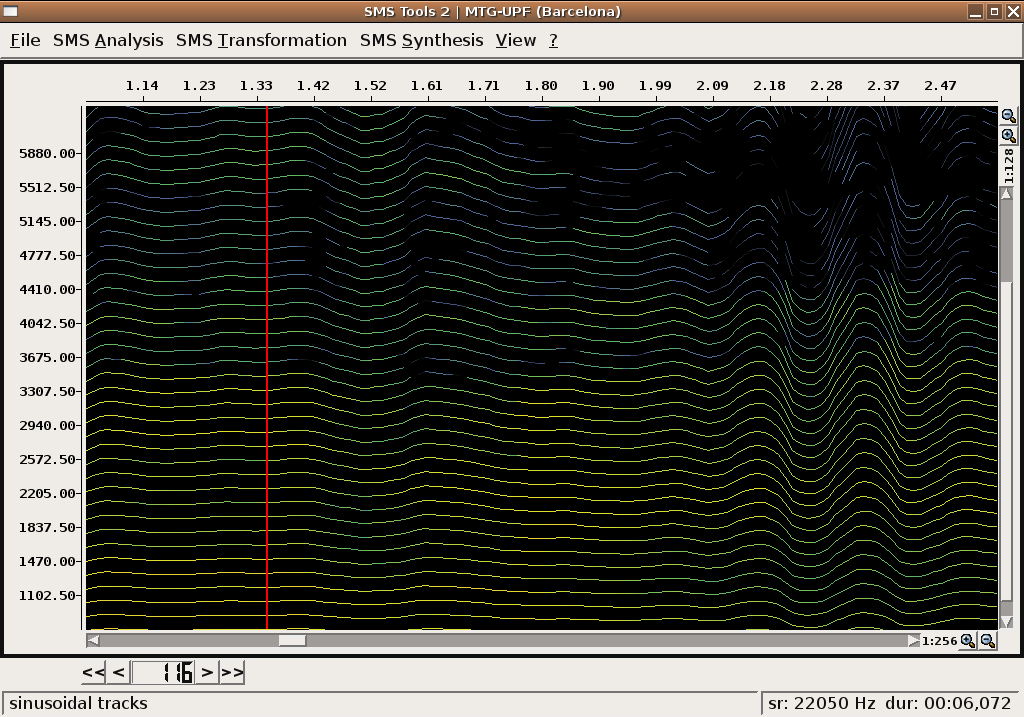 SMS Tools 2 | MTG-UPF (Barcelona)
File SMS Analysis SMS Transformation SMS Synthesis View ?
1.14 1.23 1.33 1.42 1.52 1.61 1.71 1.80 1.90 1.99 2.09 2.18 2.28 2.37 2.47
5880.00
1:128
5512.50
5145.00
4777.50
4410.00
4042.50
3675.00
3307.50
2940.00
2572.50
2205.00
1837.50
1470.00
1102.50
1:256
<< < 116 > >>
sinusoidal tracks
sr: 22050 Hz dur: 00:06,072